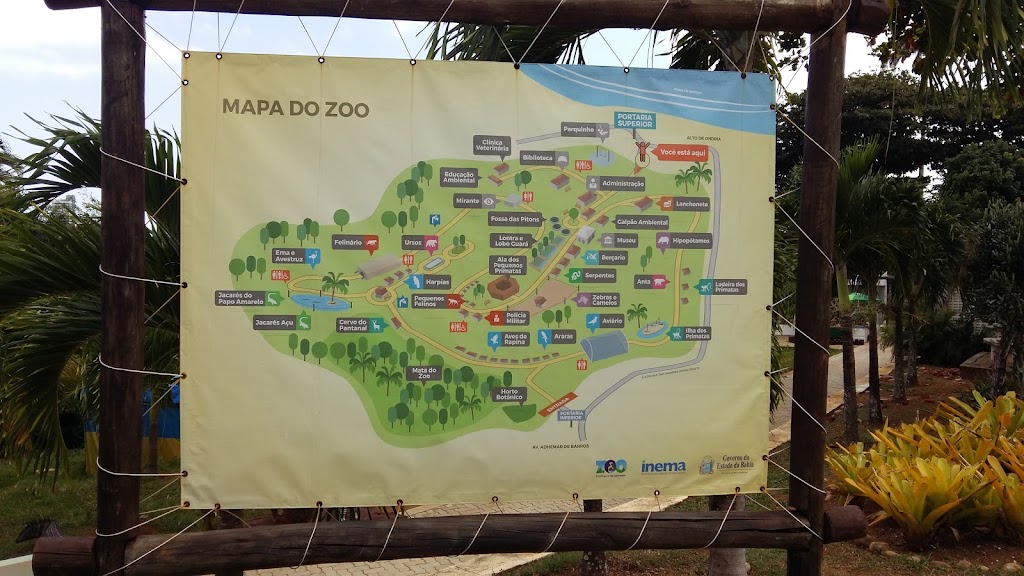 MAPA DO ZOO
PORTARIA
SUPERIOR
Parquinho
ALTO DE ONDINA
Você está aqui
Clínica
Veterinária
Biblioteca
Educação
Ambiental
Administração
Mirante
Lanchonete
Fossa das Pitons
Galpão Ambiental
Felinário
Ursos
Lontra e
Lobo Guará
Museu
Hipopótamos
Ema e
Avestruz
Ala dos
Pequenos
Primatas
Berçário
Harpias
Serpentes
Anta
Ladeira dos
Primatas
Jacarés do
Papo Amarelo
Pequenos
Felinos
Zebras e
Camelos
Jacarés Açu
Cervo do
Pantanal
Polícia
Militar
Aviário
Aves de
Rapina
Araras
Ilha dos
Primatas
Mata do
Zoo
Horto
Botânico
PORTARIA
INFERIOR
AV. ADHEMAR DE BARROS
ZOO
inema
Governo do
Estado da Bahia